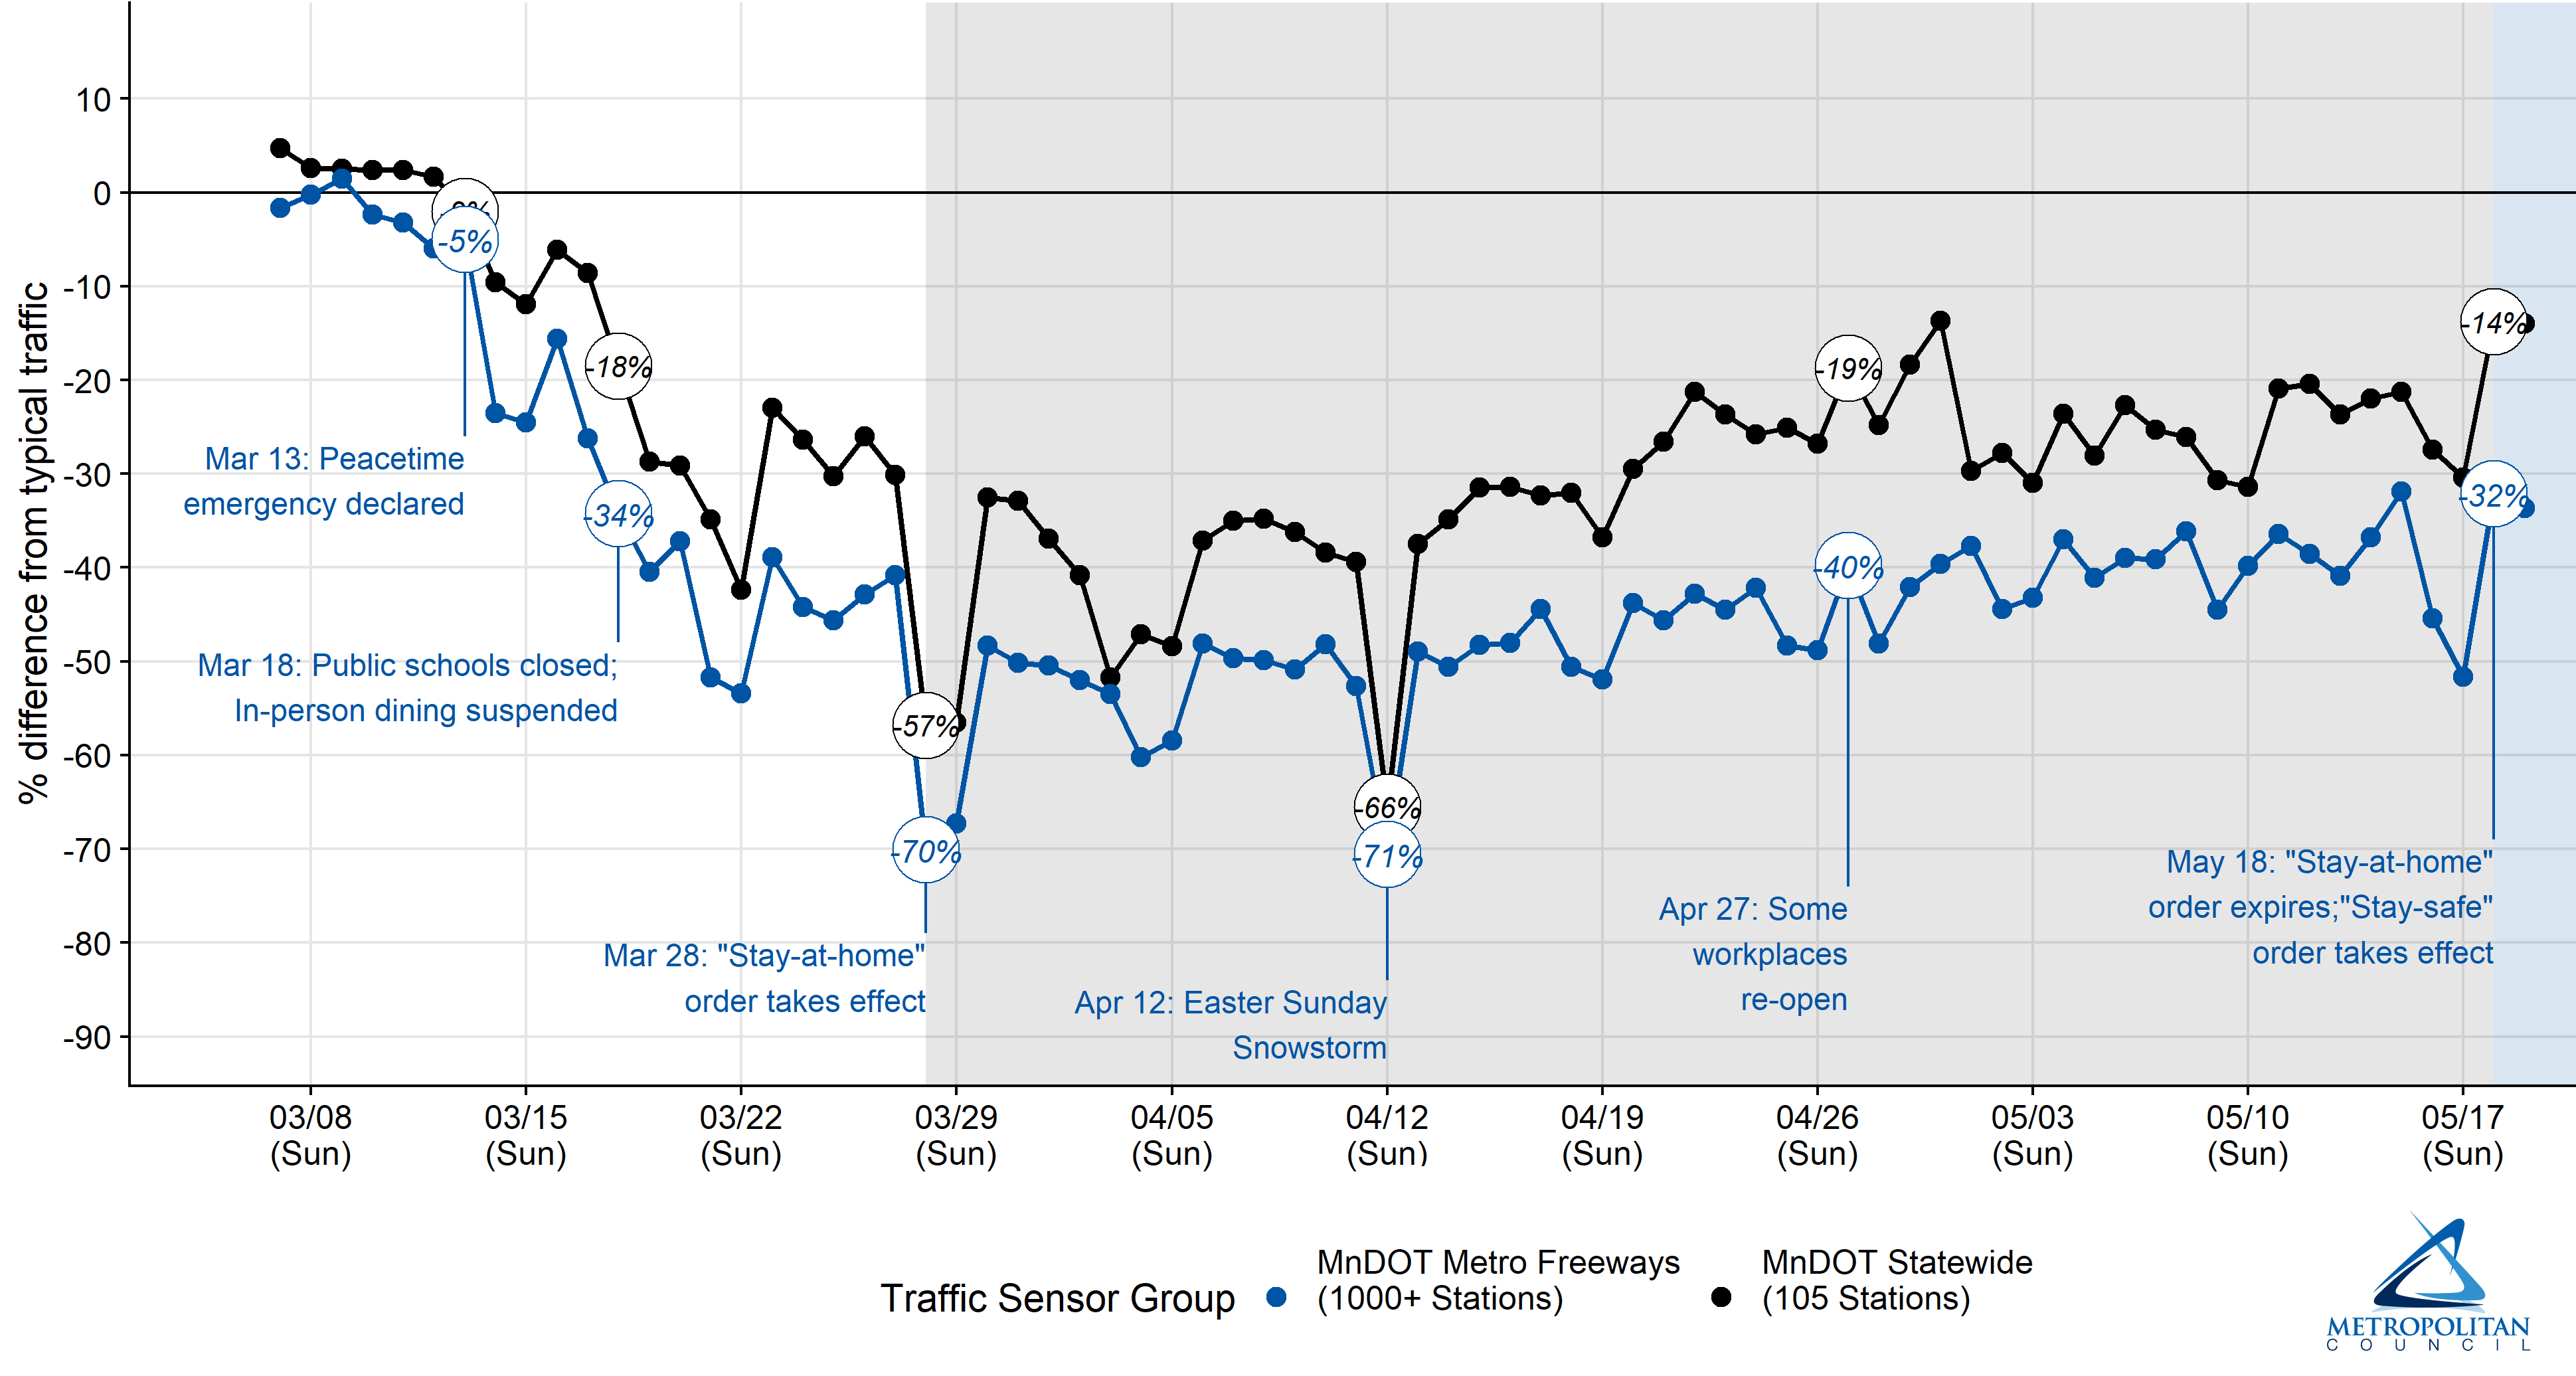 % difference from typical traffic
10
0
-10
-20
-30
-40
-50
-60
-70
-80
-90
-5%
-18%
-34%
-57%
-70%
-66%
-71%
-19%
-40%
-14%
-32%
Mar 13: Peacetime
emergency declared
Mar 18: Public schools closed;
In-person dining suspended
Mar 28: "Stay-at-home"
order takes effect
Apr 12: Easter Sunday
Snowstorm
Apr 27: Some
workplaces
re-open
May 18: "Stay-at-home"
order expires;"Stay-safe"
order takes effect
03/08 03/15 03/22 03/29 04/05 04/12 04/19 04/26 05/03 05/10 05/17
(Sun) (Sun) (Sun) (Sun) (Sun) (Sun) (Sun) (Sun) (Sun) (Sun) (Sun)
Traffic Sensor Group
MnDOT Metro Freeways
(1000+ Stations)
MnDOT Statewide
(105 Stations)
METROPOLITAN
COUNCIL